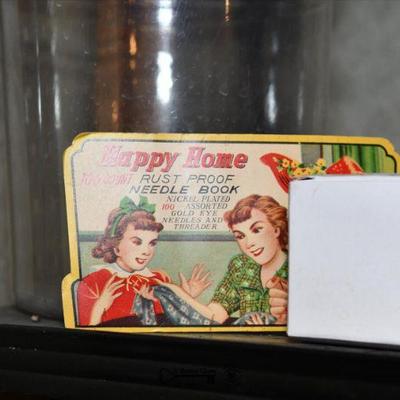 Happy Home
RUST PROOF
NEEDLE BOOK
NICKEL PLATED
100 ASSORTED
GOLD EYE
NEEDLES AND
THREADER